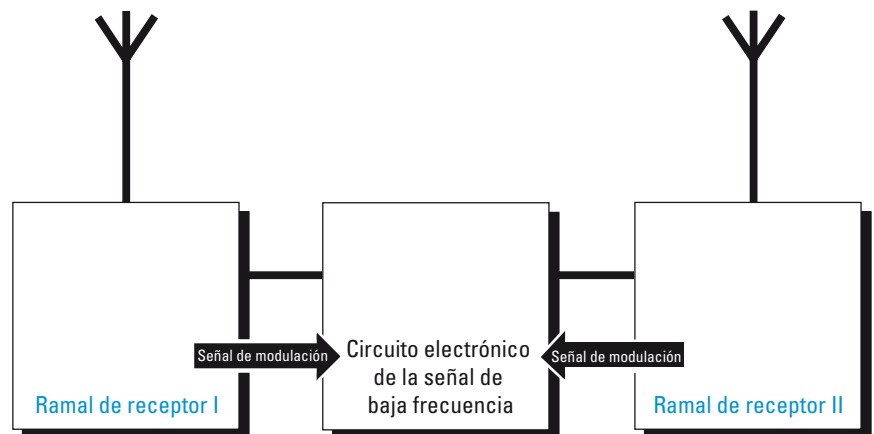 Señal de modulación
Circuito electrónico
de la señal de
baja frecuencia
Señal de modulación
Ramal de receptor I
Ramal de receptor II